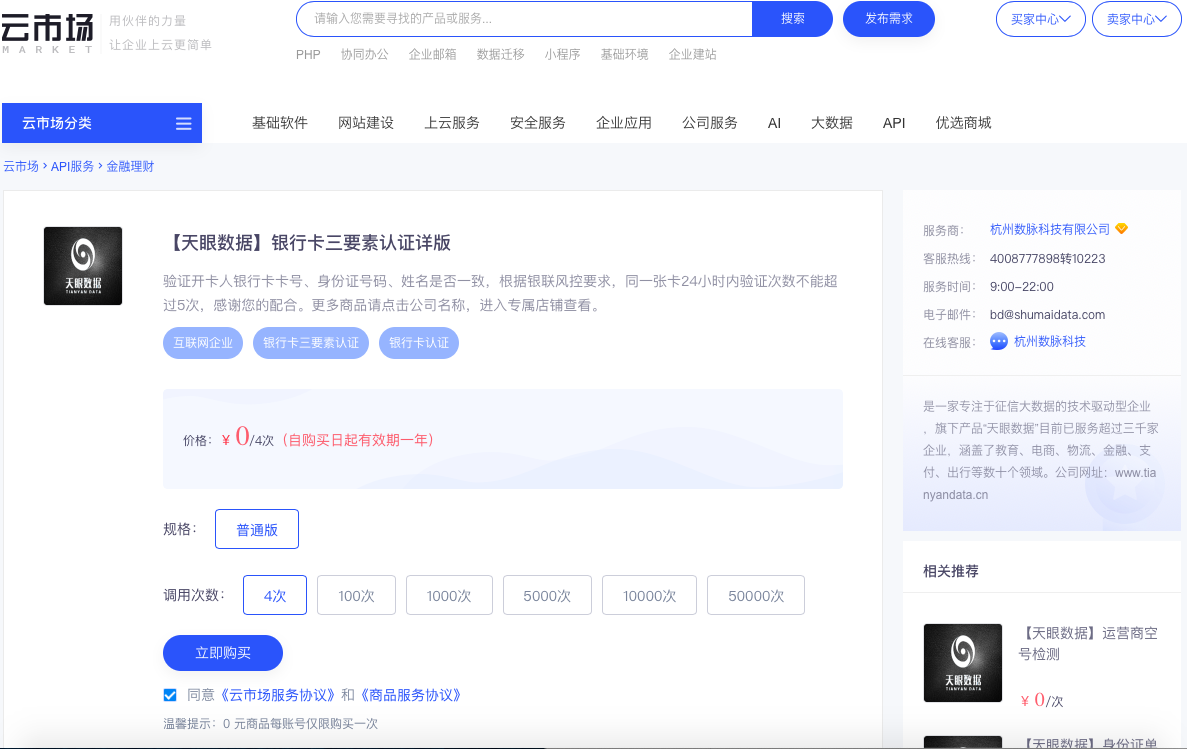 云市场
MARKET
用伙伴的力量
让企业上云更简单
请输入您需要寻找的产品或服务...
搜索
发布需求
买家中心
卖家中心
PHP 协同办公 企业邮箱 数据迁移 小程序 基础环境 企业建站
云市场分类
基础软件 网站建设 上云服务 安全服务 企业应用 公司服务 AI 大数据 API 优选商城
云市场 › API服务 › 金融理财
天眼数据
TIANYAN DATA
【天眼数据】银行卡三要素认证详版
验证开卡人银行卡卡号、身份证号码、姓名是否一致，根据银联风控要求，同一张卡24小时内验证次数不能超
过5次，感谢您的配合。更多商品请点击公司名称，进入专属店铺查看。
互联网企业 银行卡三要素认证 银行卡认证
价格: ¥ 0/4次（自购买日起有效期一年）
规格: 普通版
调用次数: 4次 100次 1000次 5000次 10000次 50000次
立即购买
同意《云市场服务协议》和《商品服务协议》
温馨提示: 0 元商品每账号仅限购买一次
服务商: 杭州数脉科技有限公司
客服热线: 4008777898转10223
服务时间: 9:00-22:00
电子邮件: bd@shumaidata.com
在线客服: 杭州数脉科技
是一家专注于征信大数据的技术驱动型企业
，旗下产品“天眼数据”目前已服务超过三千家
企业，涵盖了教育、电商、物流、金融、支
付、出行等数十个领域。公司网址：www.tia
nyandata.cn
相关推荐
天眼数据
TIANYAN DATA
【天眼数据】运营商空
号检测
¥ 0/次
【天眼数据】身份证单